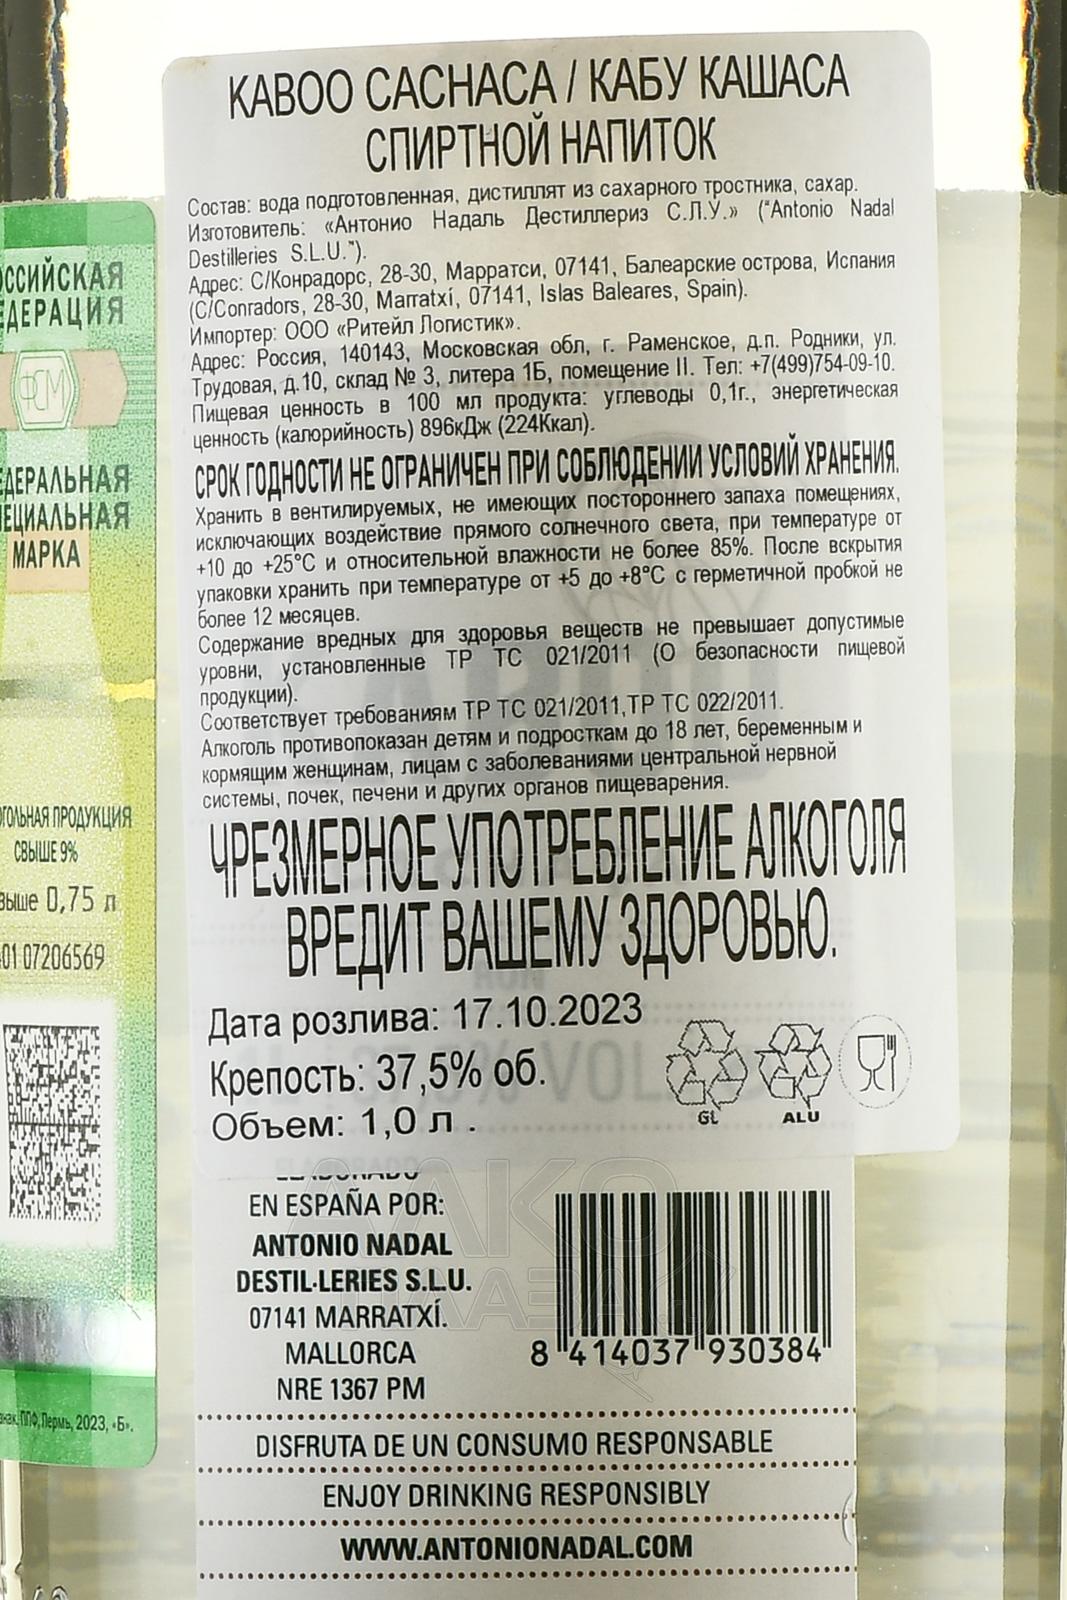 KABOO CACHACA / КАБУ КАШАСА
СПИРТНОЙ НАПИТОК
Состав: вода подготовленная, дистиллят из сахарного тростника, сахар.
Изготовитель: «Антонио Надаль Дестиллериз С.Л.У.» ("Antonio Nadal
Destilleries S.L.U.").
Адрес: С/Конрадорс, 28-30, Марратси, 07141, Балеарские острова, Испания
(C/Conradors, 28-30, Marratxí, 07141, Islas Baleares, Spain).
Импортер: ООО «Ритейл Логистик».
Адрес: Россия, 140143, Московская обл, г. Раменское, д.п. Родники, ул.
Трудовая, д.10, склад № 3, литера 1Б, помещение II. Тел: +7(499)754-09-10.
Пищевая ценность в 100 мл продукта: углеводы 0,1г., энергетическая
ценность (калорийность) 896кДж (224Ккал).
СРОК ГОДНОСТИ НЕ ОГРАНИЧЕН ПРИ СОБЛЮДЕНИИ УСЛОВИЙ ХРАНЕНИЯ.
Хранить в вентилируемых, не имеющих постороннего запаха помещениях,
исключающих воздействие прямого солнечного света, при температуре от
+10 до +25°С и относительной влажности не более 85%. После вскрытия
упаковки хранить при температуре от +5 до +8°С с герметичной пробкой не
более 12 месяцев.
Содержание вредных для здоровья веществ не превышает допустимые
уровни, установленные ТР ТС 021/2011 (О безопасности пищевой
продукции).
Соответствует требованиям ТР ТС 021/2011,ТР ТС 022/2011.
Алкоголь противопоказан детям и подросткам до 18 лет, беременным и
кормящим женщинам, лицам с заболеваниями центральной нервной
системы, почек, печени и других органов пищеварения.
ЧРЕЗМЕРНОЕ УПОТРЕБЛЕНИЕ АЛКОГОЛЯ
ВРЕДИТ ВАШЕМУ ЗДОРОВЬЮ.
Дата розлива: 17.10.2023
Крепость: 37,5% об.
Объем: 1,0 л .
GL ALU
ELABORADO
EN ESPAÑA POR:
ANTONIO NADAL
DESTIL·LERIES S.L.U.
07141 MARRATXÍ.
MALLORCA
NRE 1367 PM
8 414037 930384
DISFRUTA DE UN CONSUMO RESPONSABLE
ENJOY DRINKING RESPONSIBLY
WWW.ANTONIONADAL.COM
ОССИЙСКАЯ
ЕДЕРАЦИЯ
ФСМ
ЕДЕРАЛЬНАЯ
ПЕЦИАЛЬНАЯ
МАРКА
ОГОЛЬНАЯ ПРОДУКЦИЯ
СВЫШЕ 9%
выше 0,75 л
01 07206569
знак, ППФ, Пермь, 2023, «Б».